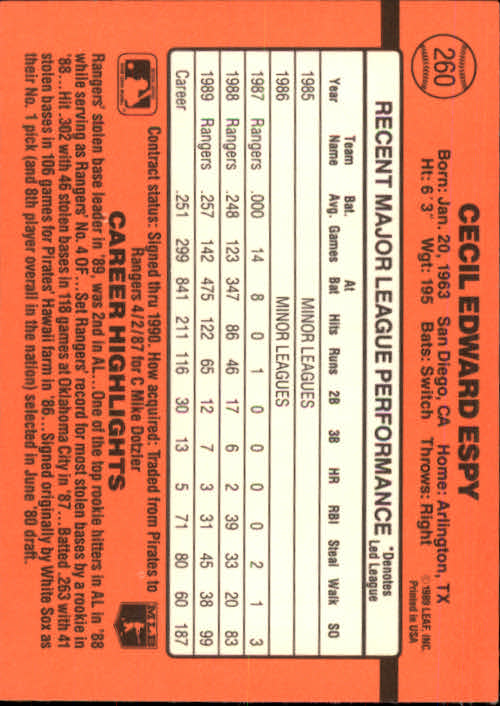 260
CECIL EDWARD ESPY
Born: Jan. 20, 1963 San Diego, CA Home: Arlington, TX
Ht: 6' 3" Wgt: 195 Bats: Switch Throws: Right
©1989 LEAF, INC.
Printed in USA
RECENT MAJOR LEAGUE PERFORMANCE *Denotes Led League
Year Team Name Bat. Avg. Games At Bat Hits Runs 2B 3B HR RBI Steal Walk SO
1985 MINOR LEAGUES
1986 MINOR LEAGUES
1987 Rangers .000 14 8 0 1 0 0 0 0 2 1 3
1988 Rangers .248 123 347 86 46 17 6 2 39 33 20 83
1989 Rangers .257 142 475 122 65 12 7 3 31 45 38 99
Career .251 299 841 211 116 30 13 5 71 80 60 187
Contract status: Signed thru 1990. How acquired: Traded from Pirates to
Rangers 4/2/87 for C Mike Dotzler
MLB
CAREER HIGHLIGHTS
Rangers' stolen base leader in '89, was 2nd in AL...One of the top rookie hitters in AL in '88
while serving as Rangers' No. 4 OF...Set Rangers' record for most stolen bases by a rookie in
'88...Hit .302 with 46 stolen bases in 118 games at Oklahoma City in '87...Batted .263 with 41
stolen bases in 106 games for Pirates' Hawaii farm in '86...Signed originally by White Sox as
their No. 1 pick (and 8th player overall in the nation) selected in June '80 draft.